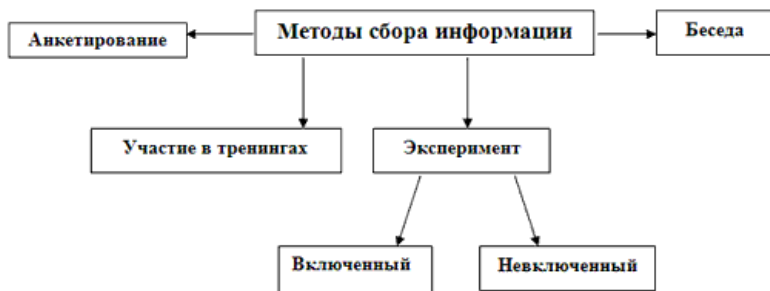 Методы сбора информации
Анкетирование
Беседа
Участие в тренингах
Эксперимент
Включенный
Невключенный